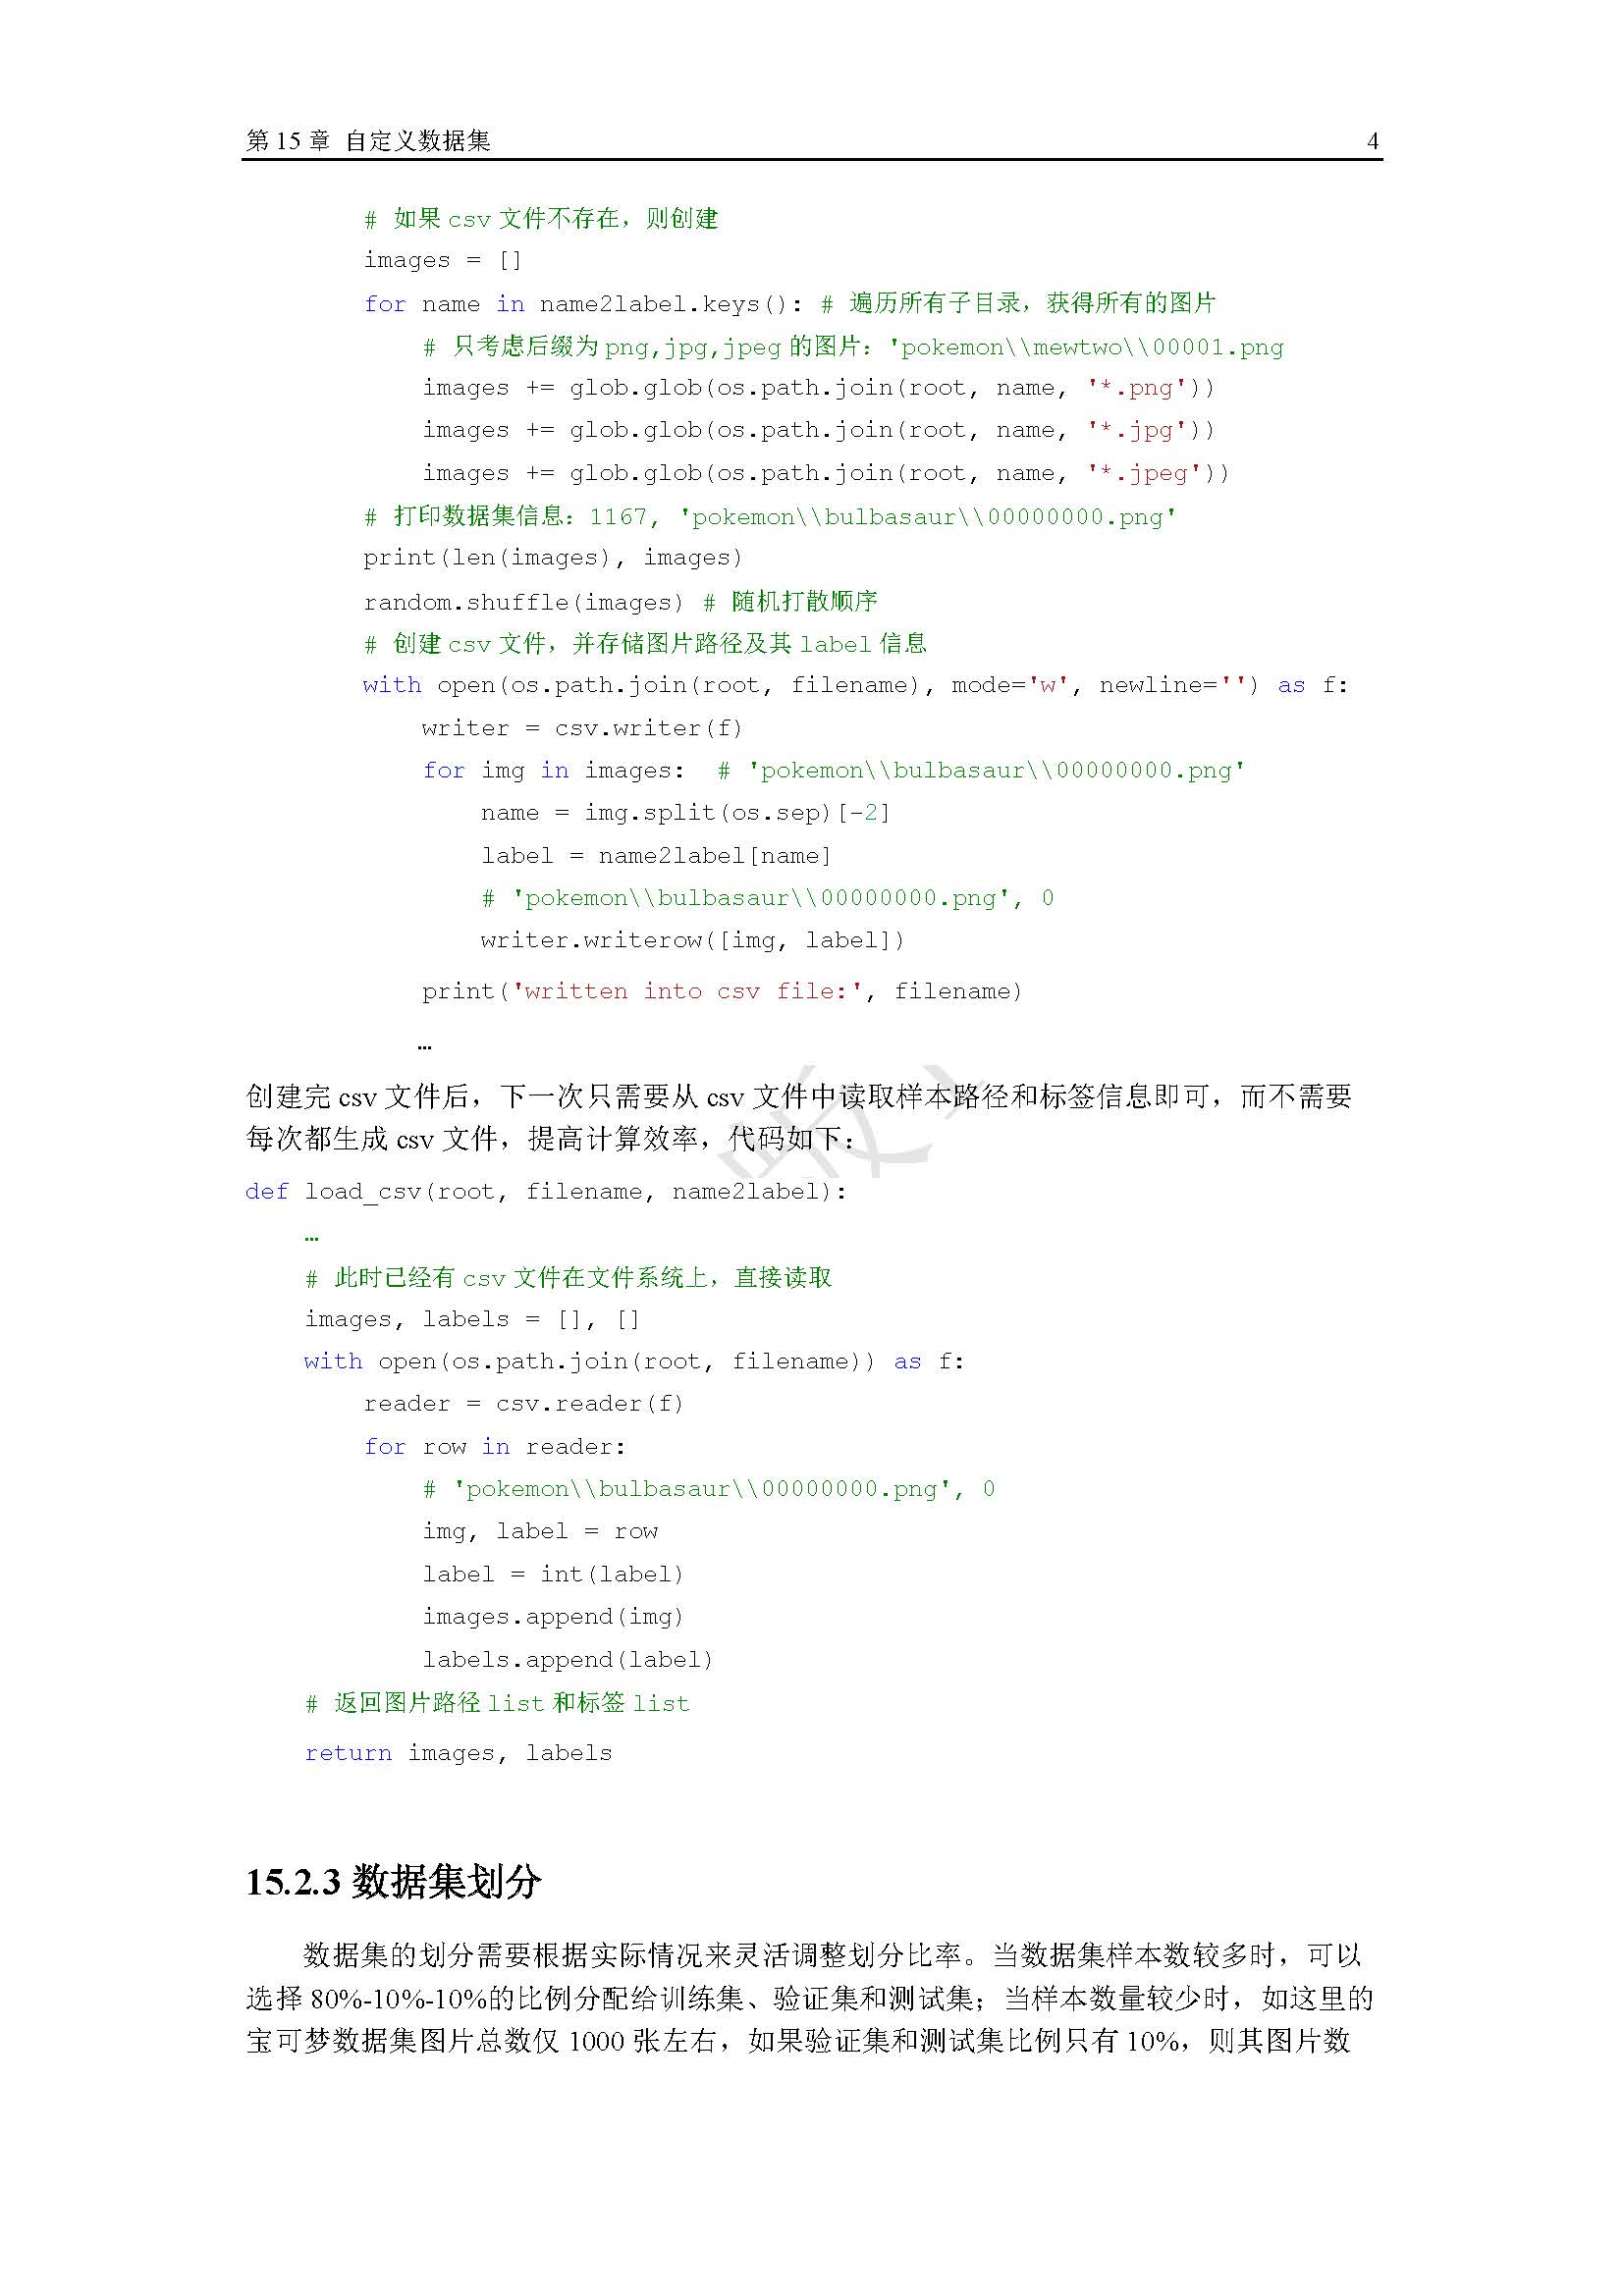 第 15 章 自定义数据集 4
# 如果 csv 文件不存在，则创建
images = []
for name in name2label.keys(): # 遍历所有子目录，获得所有的图片
# 只考虑后缀为 png,jpg,jpeg 的图片：'pokemon\\mewtwo\\00001.png
images += glob.glob(os.path.join(root, name, '*.png'))
images += glob.glob(os.path.join(root, name, '*.jpg'))
images += glob.glob(os.path.join(root, name, '*.jpeg'))
# 打印数据集信息：1167, 'pokemon\\bulbasaur\\00000000.png'
print(len(images), images)
random.shuffle(images) # 随机打散顺序
# 创建 csv 文件，并存储图片路径及其 label 信息
with open(os.path.join(root, filename), mode='w', newline='') as f:
writer = csv.writer(f)
for img in images:  # 'pokemon\\bulbasaur\\00000000.png'
name = img.split(os.sep)[-2]
label = name2label[name]
# 'pokemon\\bulbasaur\\00000000.png', 0
writer.writerow([img, label])
print('written into csv file:', filename)
…
创建完 csv 文件后，下一次只需要从 csv 文件中读取样本路径和标签信息即可，而不需要
每次都生成 csv 文件，提高计算效率，代码如下：
def load_csv(root, filename, name2label):
…
# 此时已经有 csv 文件在文件系统上，直接读取
images, labels = [], []
with open(os.path.join(root, filename)) as f:
reader = csv.reader(f)
for row in reader:
# 'pokemon\\bulbasaur\\00000000.png', 0
img, label = row
label = int(label)
images.append(img)
labels.append(label)
# 返回图片路径 list 和标签 list
return images, labels
15.2.3 数据集划分
数据集的划分需要根据实际情况来灵活调整划分比率。当数据集样本数较多时，可以
选择 80%-10%-10%的比例分配给训练集、验证集和测试集；当样本数量较少时，如这里的
宝可梦数据集图片总数仅 1000 张左右，如果验证集和测试集比例只有 10%，则其图片数